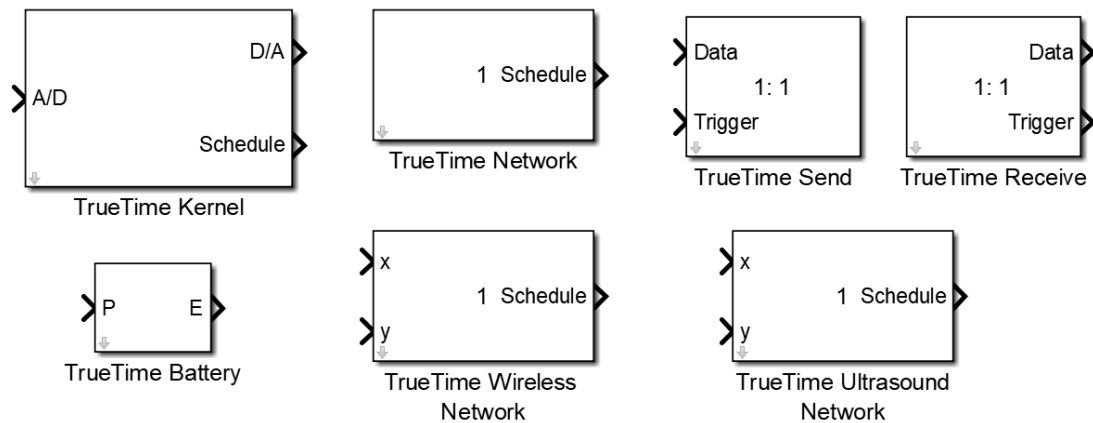 A/D
D/A
Schedule
TrueTime Kernel
1 Schedule
TrueTime Network
Data
1: 1
Trigger
TrueTime Send
Data
1: 1
Trigger
TrueTime Receive
P E
TrueTime Battery
x
1 Schedule
y
TrueTime Wireless
Network
x
1 Schedule
y
TrueTime Ultrasound
Network